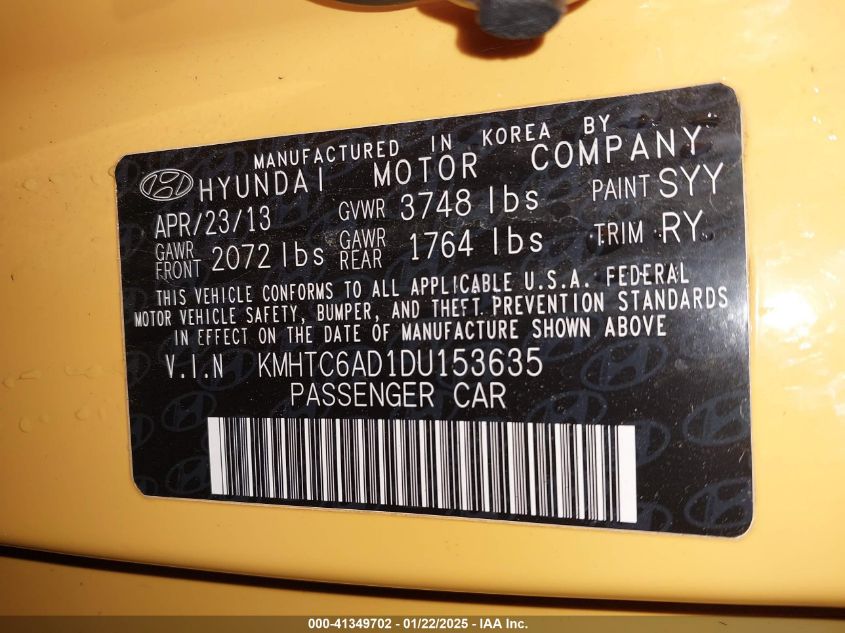 MANUFACTURED IN KOREA BY
HYUNDAI MOTOR COMPANY
APR/23/13 GVWR 3748 lbs PAINT SYY
GAWR FRONT 2072 lbs GAWR REAR 1764 lbs TRIM RY
THIS VEHICLE CONFORMS TO ALL APPLICABLE U.S.A. FEDERAL
MOTOR VEHICLE SAFETY, BUMPER, AND THEFT PREVENTION STANDARDS
IN EFFECT ON THE DATE OF MANUFACTURE SHOWN ABOVE
V.I.N KMHTC6AD1DU153635
PASSENGER CAR
000-41349702 - 01/22/2025 - IAA Inc.